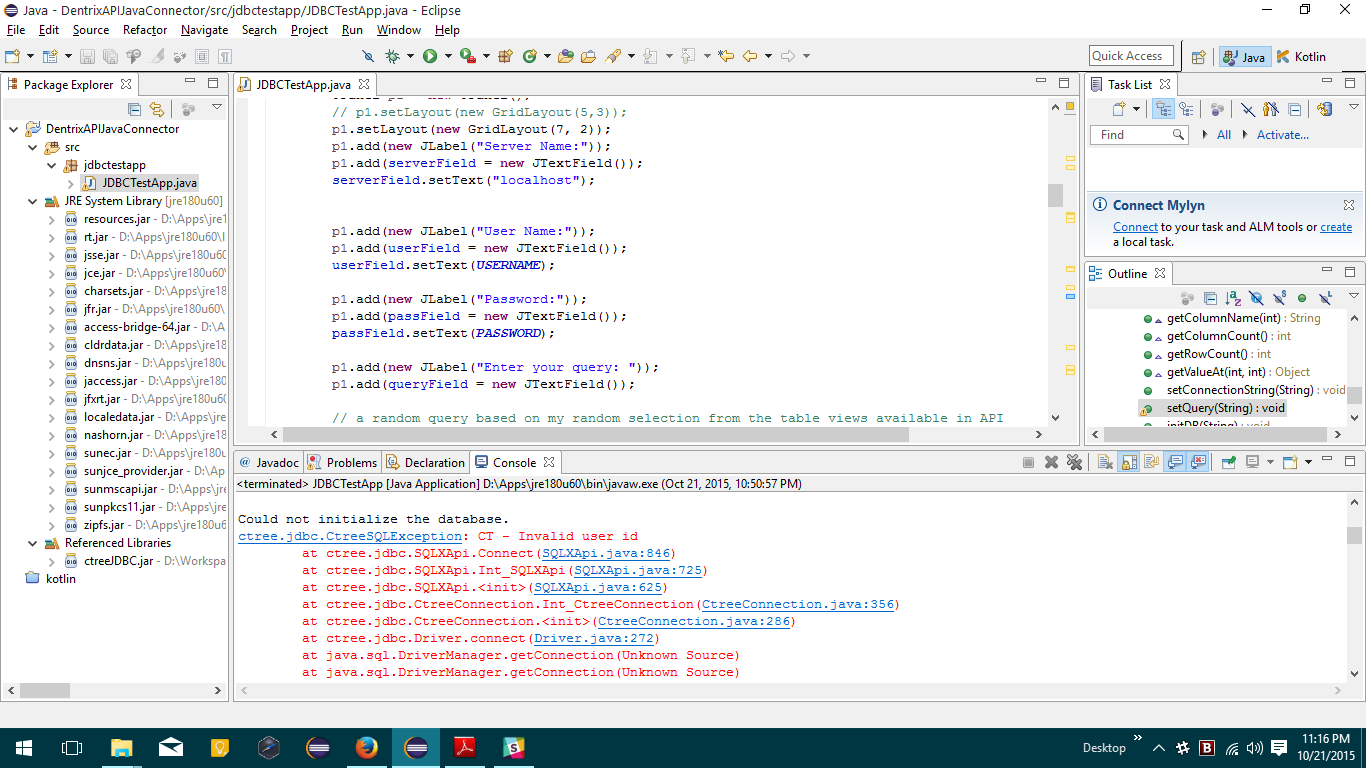 Java - DentrixAPIJavaConnector/src/jdbctestapp/JDBCTestApp.java - Eclipse
File Edit Source Refactor Navigate Search Project Run Window Help
Quick Access
Java
Kotlin
Package Explorer
DentrixAPIJavaConnector
src
jdbctestapp
JDBCTestApp.java
JRE System Library [jre180u60]
resources.jar - D:\Apps\jre1
rt.jar - D:\Apps\jre180u60\l
jsse.jar - D:\Apps\jre180u6
jce.jar - D:\Apps\jre180u60\
charsets.jar - D:\Apps\jre18
jfr.jar - D:\Apps\jre180u60\
access-bridge-64.jar - D:\A
cldrdata.jar - D:\Apps\jre18
dnsns.jar - D:\Apps\jre180u
jaccess.jar - D:\Apps\jre180
jfxrt.jar - D:\Apps\jre180u6
localedata.jar - D:\Apps\jre
nashorn.jar - D:\Apps\jre18
sunec.jar - D:\Apps\jre180u
sunjce_provider.jar - D:\Ap
sunmscapi.jar - D:\Apps\jre
sunpkcs11.jar - D:\Apps\jre
zipfs.jar - D:\Apps\jre180u6
Referenced Libraries
ctreeJDBC.jar - D:\Workspa
kotlin
JDBCTestApp.java
// p1.setLayout(new GridLayout(5,3));
p1.setLayout(new GridLayout(7, 2));
p1.add(new JLabel("Server Name:"));
p1.add(serverField = new JTextField());
serverField.setText("localhost");
p1.add(new JLabel("User Name:"));
p1.add(userField = new JTextField());
userField.setText(USERNAME);
p1.add(new JLabel("Password:"));
p1.add(passField = new JTextField());
passField.setText(PASSWORD);
p1.add(new JLabel("Enter your query: "));
p1.add(queryField = new JTextField());
// a random query based on my random selection from the table views available in API
Task List
Find
All
Activate...
Connect Mylyn
Connect to your task and ALM tools or create
a local task.
Outline
getColumnName(int) : String
getColumnCount() : int
getRowCount() : int
getValueAt(int, int) : Object
setConnectionString(String) : void
setQuery(String) : void
initDB(String) : void
Javadoc
Problems
Declaration
Console
<terminated> JDBCTestApp [Java Application] D:\Apps\jre180u60\bin\javaw.exe (Oct 21, 2015, 10:50:57 PM)
Could not initialize the database.
ctree.jdbc.CtreeSQLException: CT - Invalid user id
at ctree.jdbc.SQLXApi.Connect(SQLXApi.java:846)
at ctree.jdbc.SQLXApi.Int_SQLXApi(SQLXApi.java:725)
at ctree.jdbc.SQLXApi.<init>(SQLXApi.java:625)
at ctree.jdbc.CtreeConnection.Int_CtreeConnection(CtreeConnection.java:356)
at ctree.jdbc.CtreeConnection.<init>(CtreeConnection.java:286)
at ctree.jdbc.Driver.connect(Driver.java:272)
at java.sql.DriverManager.getConnection(Unknown Source)
at java.sql.DriverManager.getConnection(Unknown Source)
Desktop
11:16 PM
10/21/2015